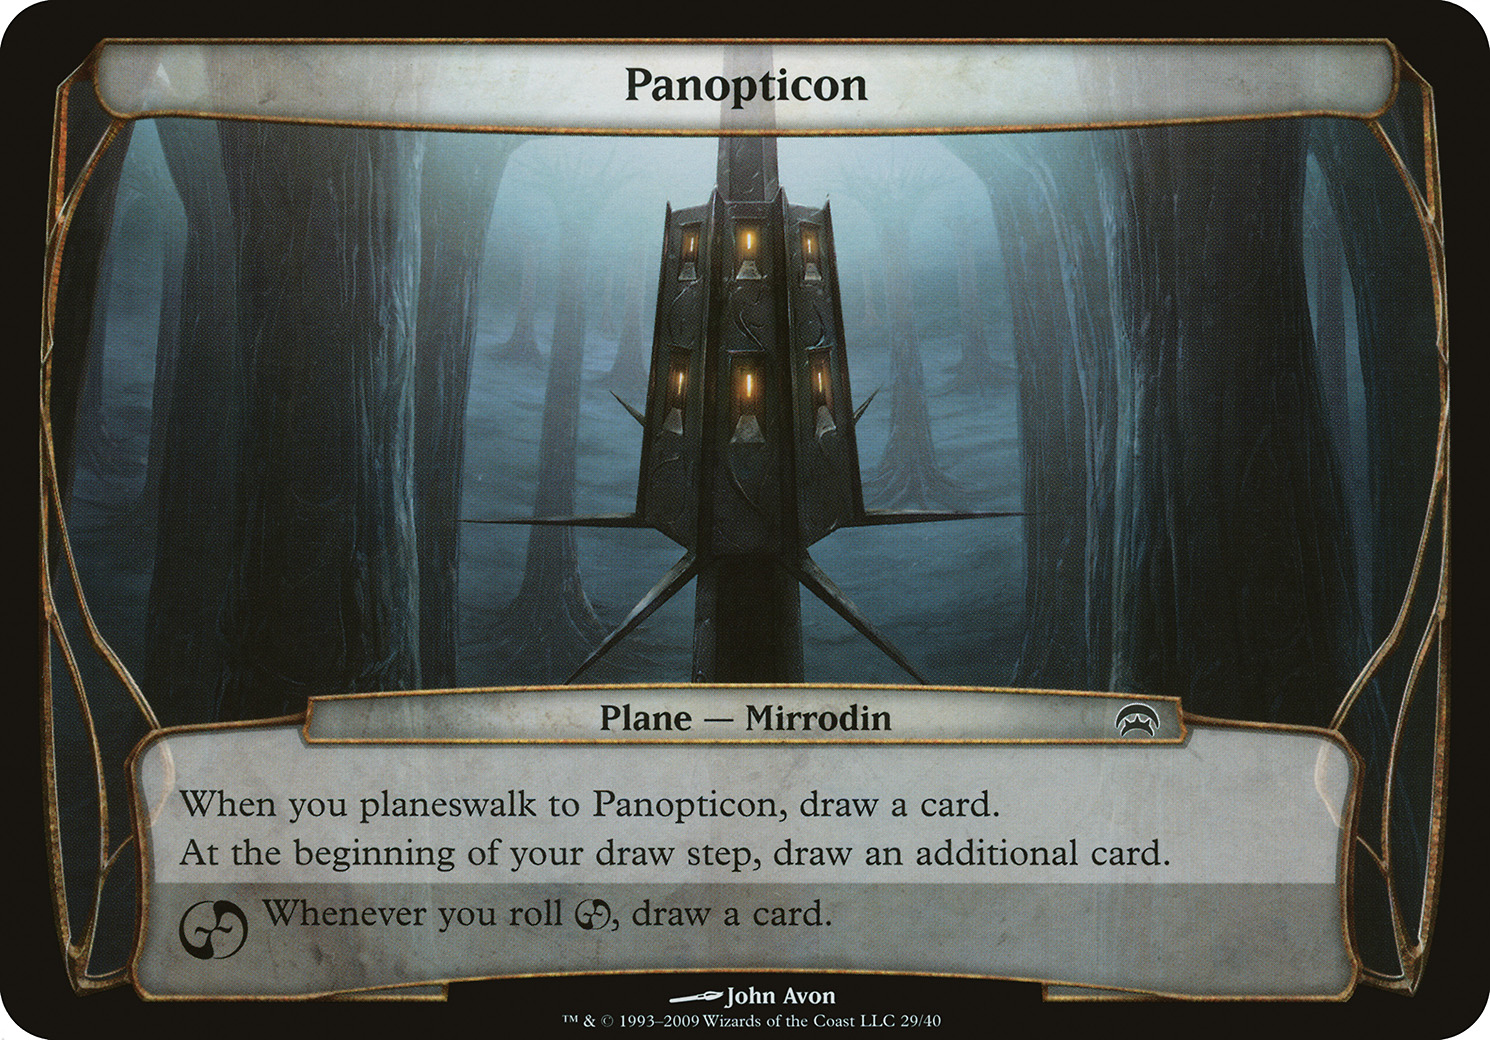 Panopticon
Plane — Mirrodin
When you planeswalk to Panopticon, draw a card.
At the beginning of your draw step, draw an additional card.
Whenever you roll , draw a card.
John Avon
™ & © 1993–2009 Wizards of the Coast LLC 29/40